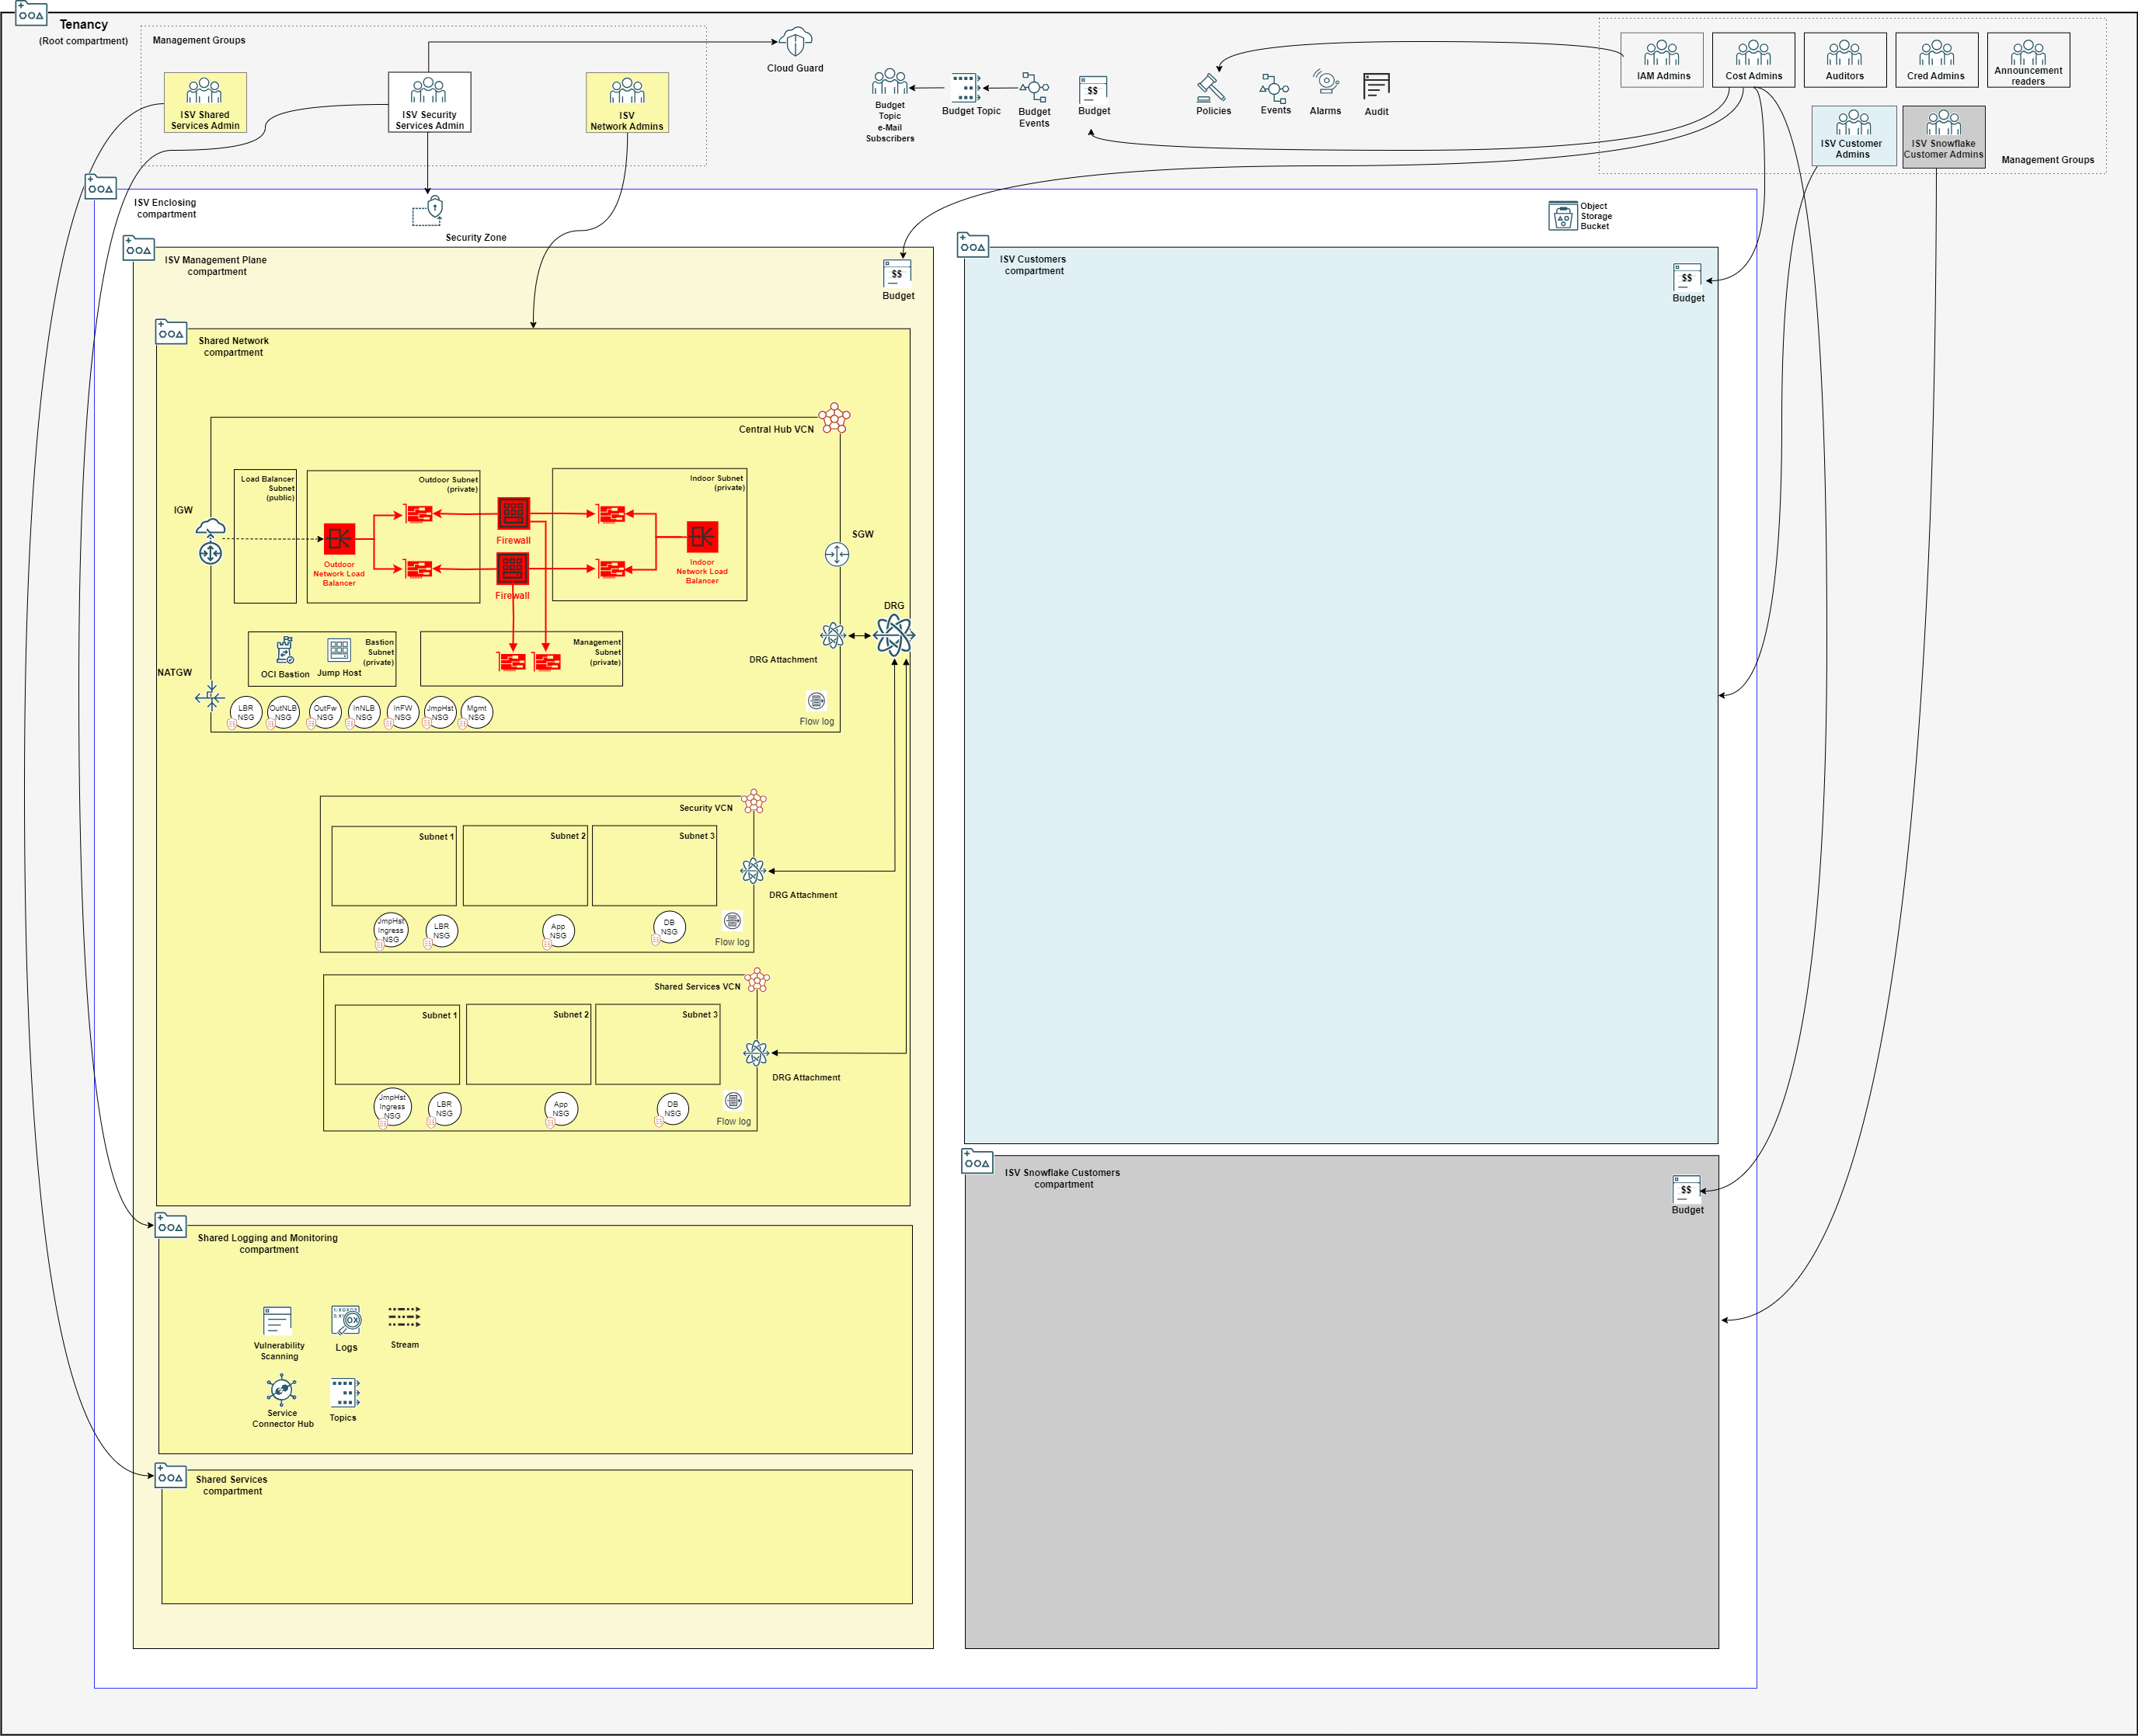 Tenancy
(Root compartment)
Management Groups
ISV Shared
Services Admin
ISV Security
Services Admin
ISV
Network Admins
Cloud Guard
Budget
Topic
e-Mail
Subscribers
Budget Topic
Budget
Events
$$
Budget
Policies
Events
Alarms
Audit
IAM Admins
Cost Admins
Auditors
Cred Admins
Announcement
readers
ISV Customer
Admins
ISV Snowflake
Customer Admins
Management Groups
ISV Enclosing
compartment
Security Zone
Object
Storage
Bucket
ISV Management Plane
compartment
$$
Budget
Shared Network
compartment
Central Hub VCN
IGW
Load Balancer
Subnet
(public)
Outdoor Subnet
(private)
Outdoor
Network Load
Balancer
Firewall
Firewall
Indoor Subnet
(private)
Indoor
Network Load
Balancer
SGW
DRG
DRG Attachment
NATGW
OCI Bastion
Jump Host
Bastion
Subnet
(private)
Management
Subnet
(private)
LBR
NSG
OutNLB
NSG
OutFw
NSG
InNLB
NSG
InFW
NSG
JmpHst
NSG
Mgmt
NSG
Flow log
Security VCN
Subnet 1
Subnet 2
Subnet 3
DRG Attachment
JmpHst
Ingress
NSG
LBR
NSG
App
NSG
DB
NSG
Flow log
Shared Services VCN
Subnet 1
Subnet 2
Subnet 3
DRG Attachment
JmpHst
Ingress
NSG
LBR
NSG
App
NSG
DB
NSG
Flow log
Shared Logging and Monitoring
compartment
Vulnerability
Scanning
Logs
Stream
Service
Connector Hub
Topics
Shared Services
compartment
ISV Customers
compartment
$$
Budget
ISV Snowflake Customers
compartment
$$
Budget